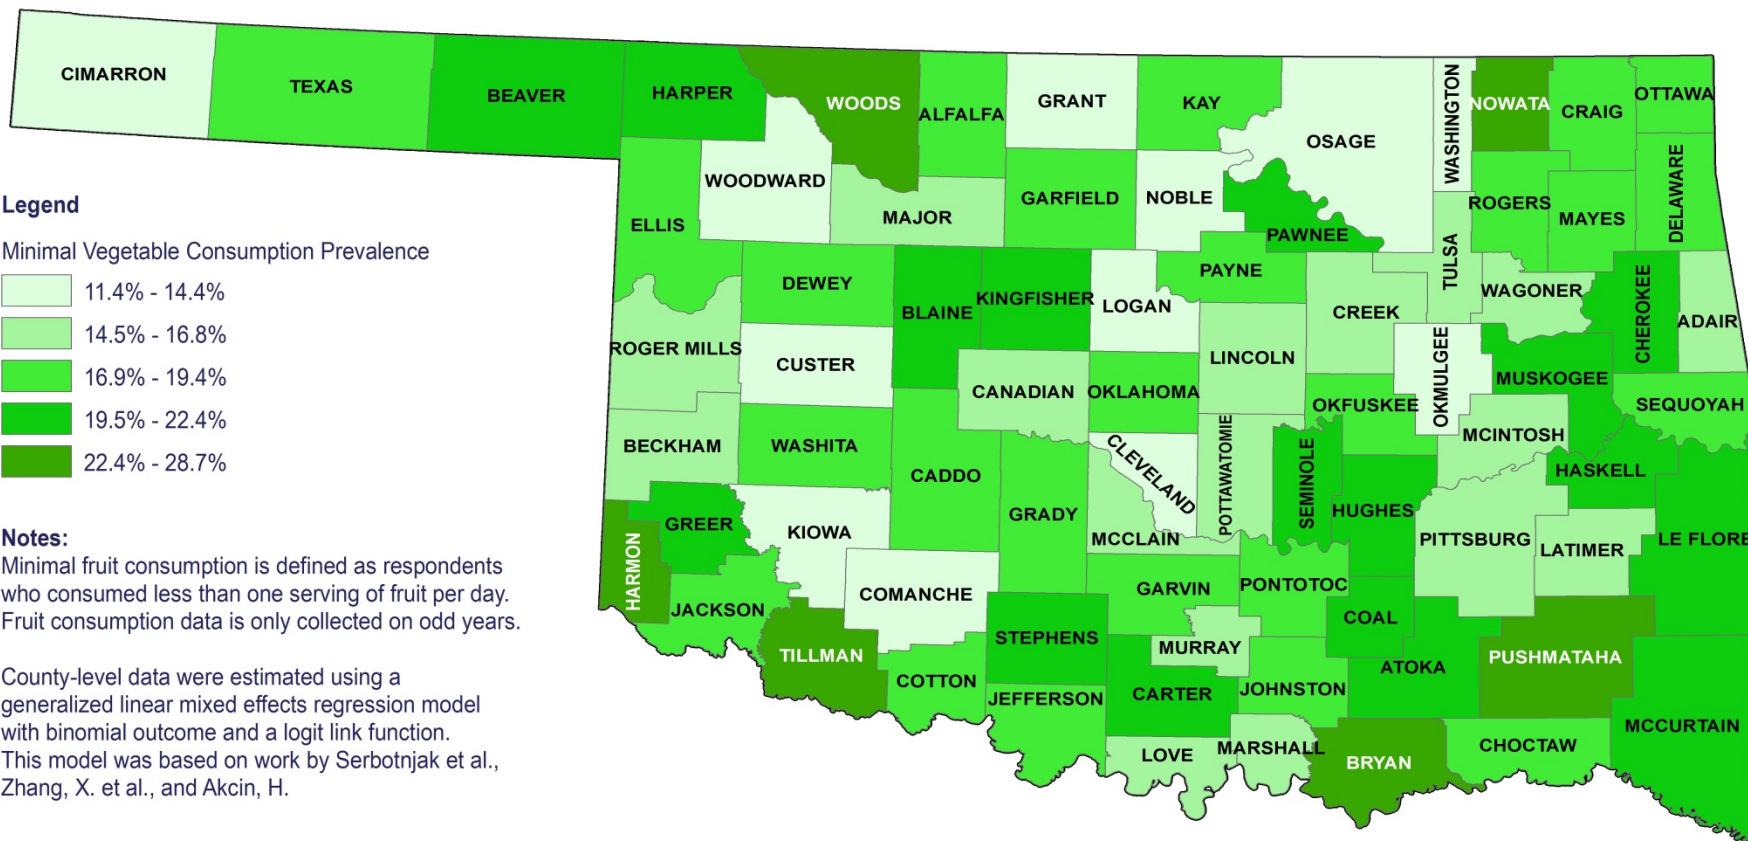 CIMARRON
TEXAS
BEAVER
HARPER
WOODS
ALFALFA
GRANT
KAY
OSAGE
WASHINGTON
NOWATA
CRAIG
OTTAWA
WOODWARD
MAJOR
GARFIELD
NOBLE
PAWNEE
ROGERS
MAYES
DELAWARE
ELLIS
DEWEY
BLAINE
KINGFISHER
LOGAN
PAYNE
CREEK
TULSA
WAGONER
CHEROKEE
ADAIR
ROGER MILLS
CUSTER
CANADIAN
OKLAHOMA
LINCOLN
OKFUSKEE
OKMULGEE
MUSKOGEE
SEQUOYAH
BECKHAM
WASHITA
CADDO
GRADY
CLEVELAND
POTTAWATOMIE
SEMINOLE
HUGHES
MCINTOSH
HASKELL
GREER
KIOWA
MCCLAIN
PITTSBURG
LATIMER
LE FLORE
HARMON
JACKSON
COMANCHE
GARVIN
PONTOTOC
COAL
TILLMAN
STEPHENS
MURRAY
ATOKA
PUSHMATAHA
COTTON
JEFFERSON
CARTER
JOHNSTON
MCCURTAIN
LOVE
MARSHALL
BRYAN
CHOCTAW
Legend
Minimal Vegetable Consumption Prevalence
11.4% - 14.4%
14.5% - 16.8%
16.9% - 19.4%
19.5% - 22.4%
22.4% - 28.7%
Notes:
Minimal fruit consumption is defined as respondents
who consumed less than one serving of fruit per day.
Fruit consumption data is only collected on odd years.
County-level data were estimated using a
generalized linear mixed effects regression model
with binomial outcome and a logit link function.
This model was based on work by Serbotnjak et al.,
Zhang, X. et al., and Akcin, H.